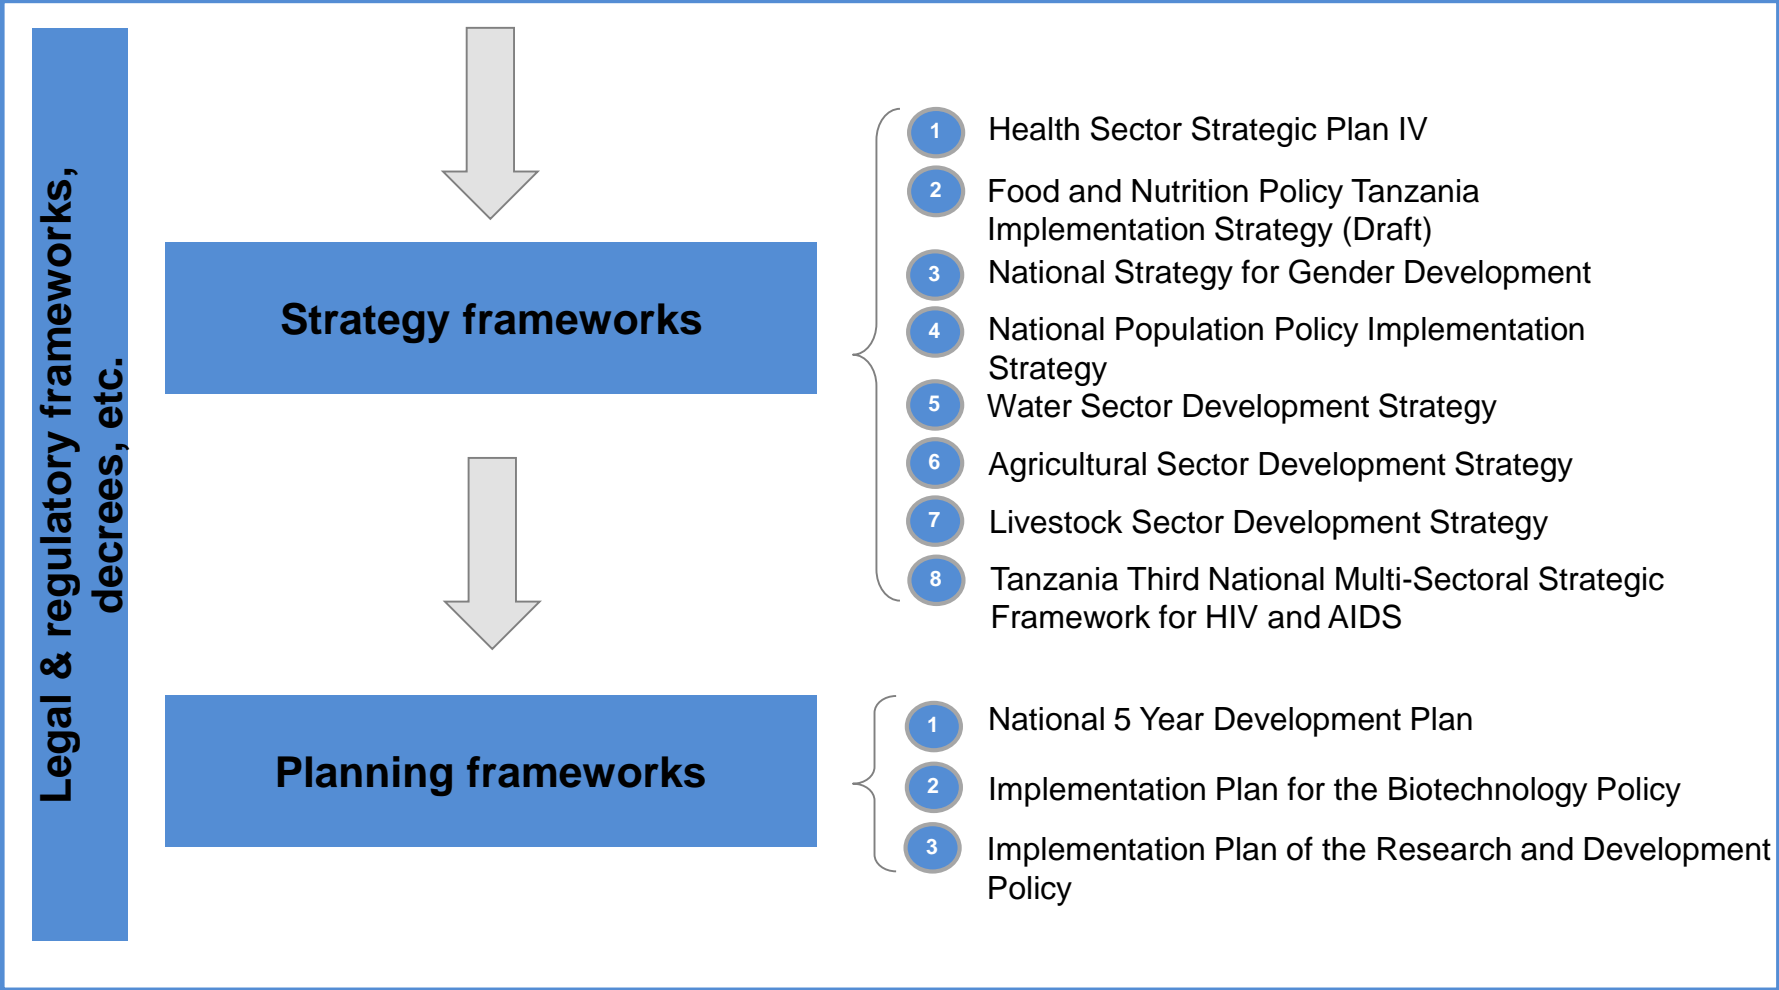 Legal & regulatory frameworks,
decrees, etc.
Strategy frameworks
1 Health Sector Strategic Plan IV
2 Food and Nutrition Policy Tanzania
Implementation Strategy (Draft)
3 National Strategy for Gender Development
4 National Population Policy Implementation
Strategy
5 Water Sector Development Strategy
6 Agricultural Sector Development Strategy
7 Livestock Sector Development Strategy
8 Tanzania Third National Multi-Sectoral Strategic
Framework for HIV and AIDS
Planning frameworks
1 National 5 Year Development Plan
2 Implementation Plan for the Biotechnology Policy
3 Implementation Plan of the Research and Development
Policy